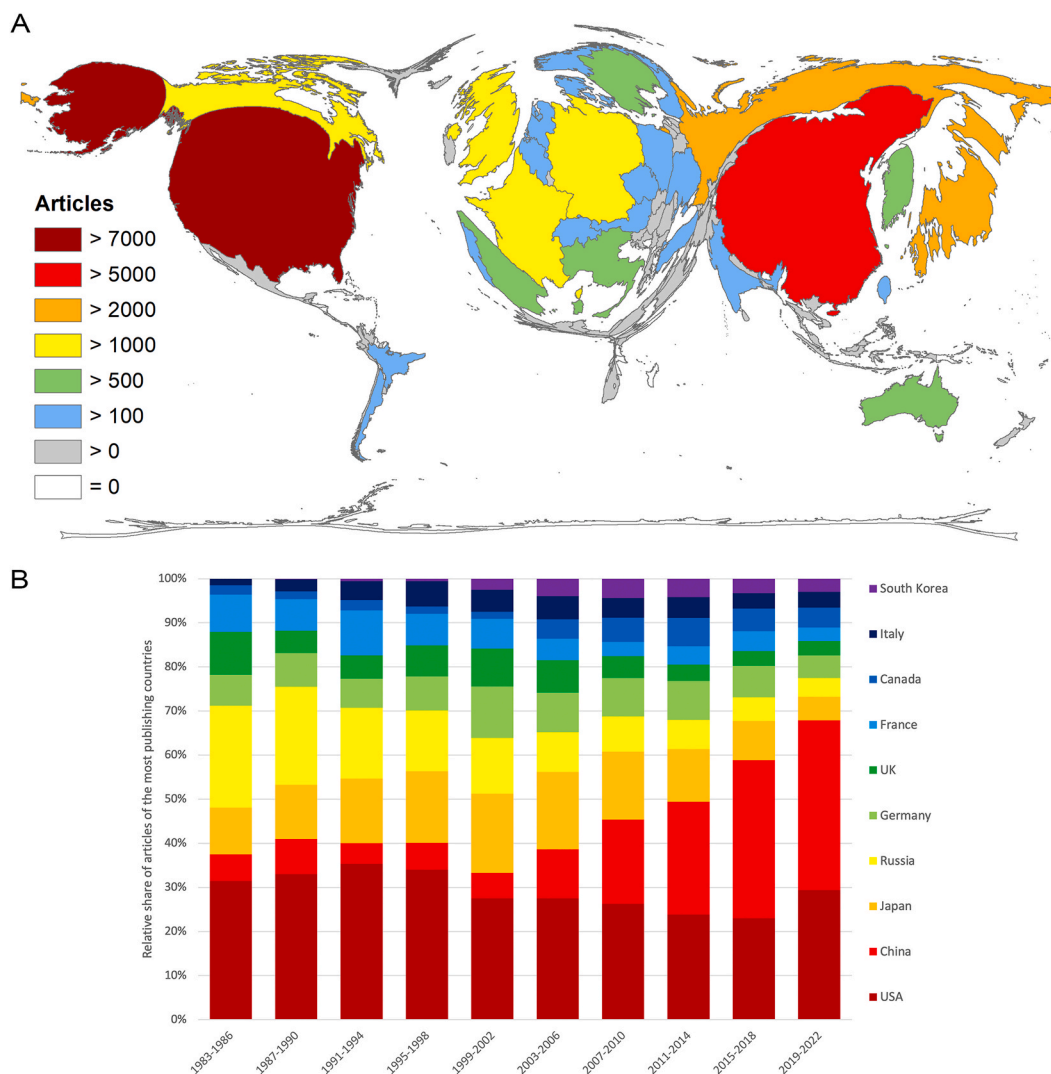 A
Articles
> 7000
> 5000
> 2000
> 1000
> 500
> 100
> 0
= 0
B
Relative share of articles of the most publishing countries
100%
90%
80%
70%
60%
50%
40%
30%
20%
10%
0%
1983-1986
1987-1990
1991-1994
1995-1998
1999-2002
2003-2006
2007-2010
2011-2014
2015-2018
2019-2022
South Korea
Italy
Canada
France
UK
Germany
Russia
Japan
China
USA